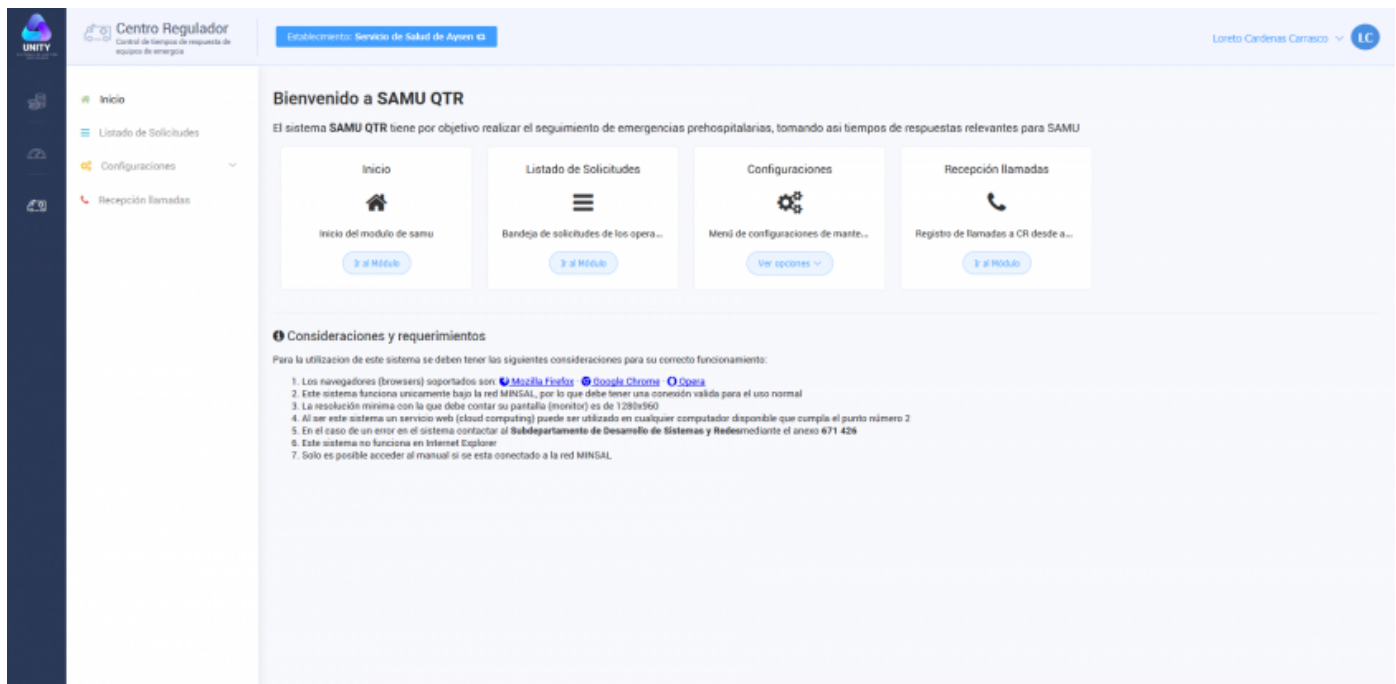 UNITY
Centro Regulador
Control de tiempos de respuesta de
equipos de emergcia
Establecimiento: Servicio de Salud de Aysen
Loreto Cardenas Carrasco
LC
Inicio
Listado de Solicitudes
Configuraciones
Recepción llamadas
Bienvenido a SAMU QTR
El sistema SAMU QTR tiene por objetivo realizar el seguimiento de emergencias prehospitalarias, tomando asi tiempos de respuestas relevantes para SAMU
Inicio
Inicio del modulo de samu
Ir al Módulo
Listado de Solicitudes
Bandeja de solicitudes de los opera...
Ir al Módulo
Configuraciones
Menú de configuraciones de mante...
Ver opciones
Recepción llamadas
Registro de llamadas a CR desde a...
Ir al Módulo
Consideraciones y requerimientos
Para la utilizacion de este sistema se deben tener las siguientes consideraciones para su correcto funcionamiento:
1. Los navegadores (browsers) soportados son: Mozilla Firefox · Google Chrome · Opera
2. Este sistema funciona unicamente bajo la red MINSAL, por lo que debe tener una conexión valida para el uso normal
3. La resolución minima con la que debe contar su pantalla (monitor) es de 1280x960
4. Al ser este sistema un servicio web (cloud computing) puede ser utilizado en cualquier computador disponible que cumpla el punto número 2
5. En el caso de un error en el sistema contactar al Subdepartamento de Desarrollo de Sistemas y Redesmediante el anexo 671 426
6. Este sistema no funciona en Internet Explorer
7. Solo es posible acceder al manual si se esta conectado a la red MINSAL